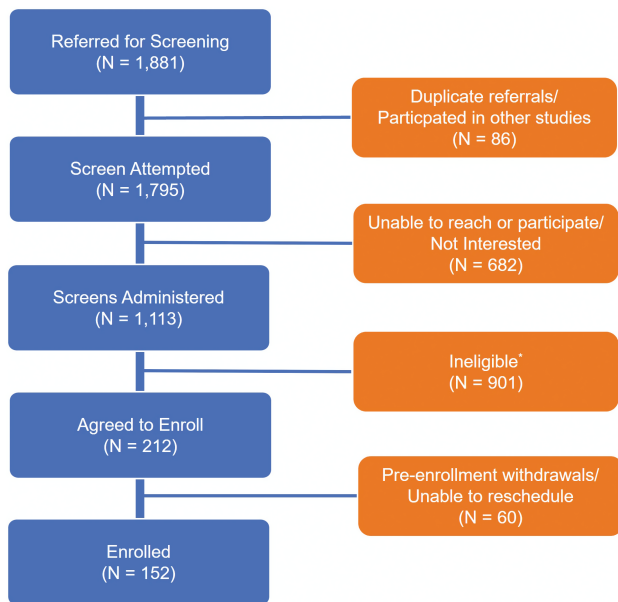 Referred for Screening
(N = 1,881)
Duplicate referrals/
Particpated in other studies
(N = 86)
Screen Attempted
(N = 1,795)
Unable to reach or participate/
Not Interested
(N = 682)
Screens Administered
(N = 1,113)
Ineligible*
(N = 901)
Agreed to Enroll
(N = 212)
Pre-enrollment withdrawals/
Unable to reschedule
(N = 60)
Enrolled
(N = 152)